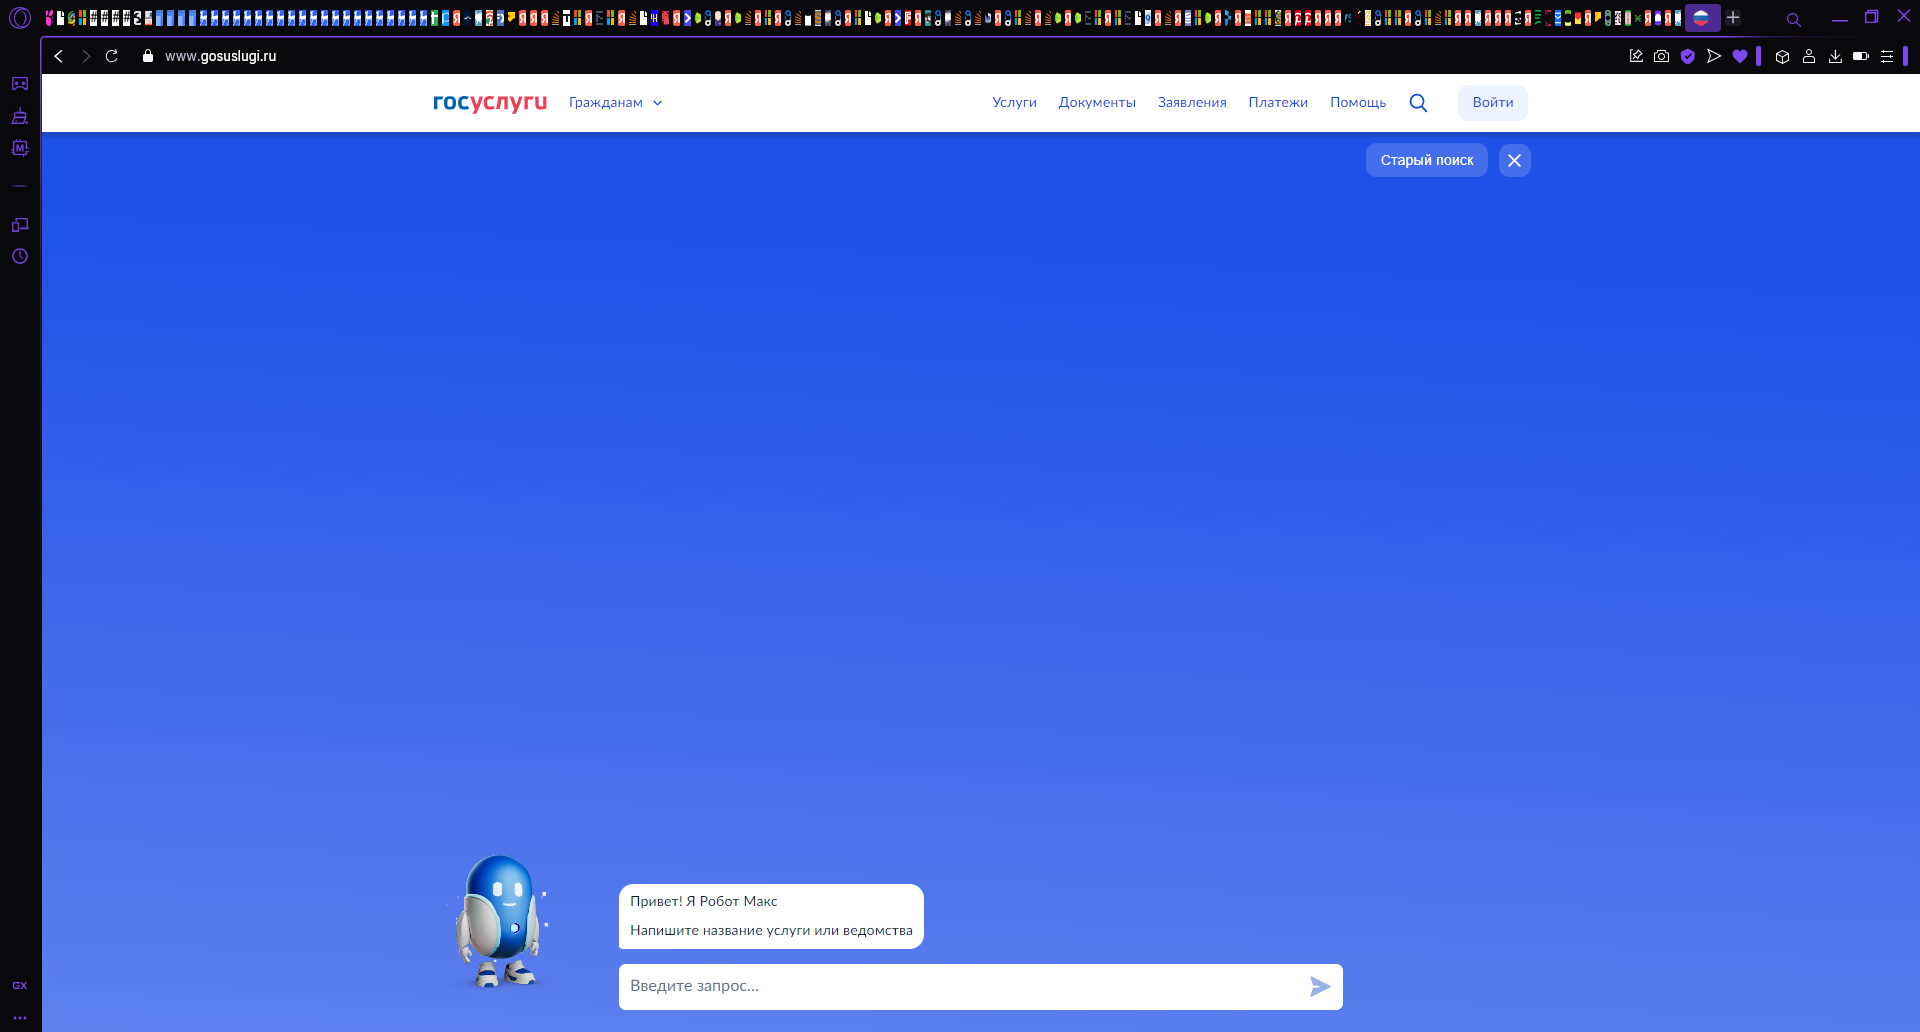 www.gosuslugi.ru
госуслуги Гражданам Услуги Документы Заявления Платежи Помощь Войти
Старый поиск
Привет! Я Робот Макс
Напишите название услуги или ведомства
Введите запрос...
GX